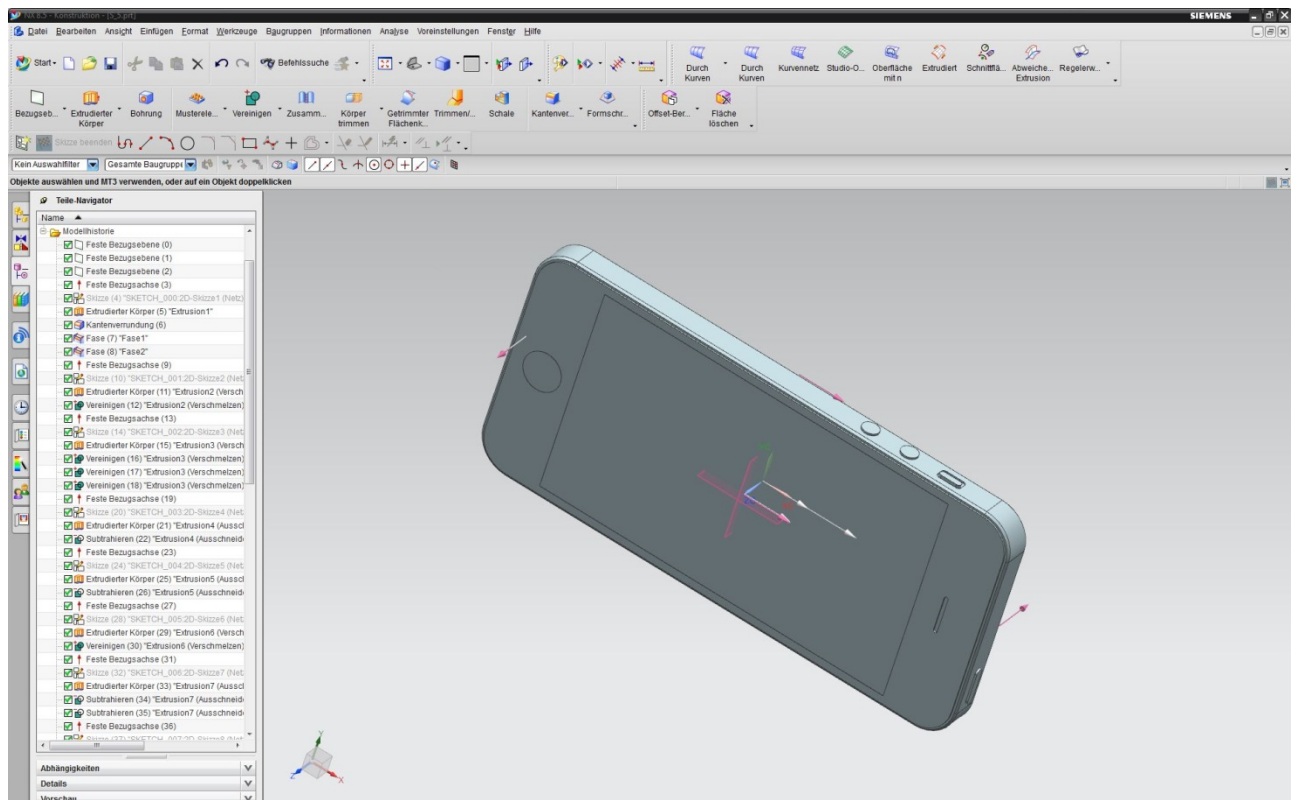 NX 8.5 - Konstruktion - [5_5.prt] SIEMENS
Datei Bearbeiten Ansicht Einfügen Format Werkzeuge Baugruppen Informationen Analyse Voreinstellungen Fenster Hilfe
Start Befehlssuche
Durch Kurven Durch Kurven Kurvennetz Studio-O... Oberfläche mit n Extrudiert Schnittflä... Abweiche... Extrusion Regelerw...
Bezugseb... Extrudierter Körper Bohrung Musterele... Vereinigen Zusamm... Körper trimmen Getrimmter Flächenk... Trimmen/... Schale Kantenver... Formschr... Offset-Ber... Fläche löschen
Skizze beenden
Kein Auswahlfilter Gesamte Baugruppe
Objekte auswählen und MT3 verwenden, oder auf ein Objekt doppelklicken
Teile-Navigator
Name
Modellhistorie
Feste Bezugsebene (0)
Feste Bezugsebene (1)
Feste Bezugsebene (2)
Feste Bezugsachse (3)
Skizze (4) "SKETCH_000:2D-Skizze1 (Netz)
Extrudierter Körper (5) "Extrusion1"
Kantenverrundung (6)
Fase (7) "Fase1"
Fase (8) "Fase2"
Feste Bezugsachse (9)
Skizze (10) "SKETCH_001:2D-Skizze2 (Net
Extrudierter Körper (11) "Extrusion2 (Versch
Vereinigen (12) "Extrusion2 (Verschmelzen)
Feste Bezugsachse (13)
Skizze (14) "SKETCH_002:2D-Skizze3 (Net
Extrudierter Körper (15) "Extrusion3 (Versch
Vereinigen (16) "Extrusion3 (Verschmelzen)
Vereinigen (17) "Extrusion3 (Verschmelzen)
Vereinigen (18) "Extrusion3 (Verschmelzen)
Feste Bezugsachse (19)
Skizze (20) "SKETCH_003:2D-Skizze4 (Net
Extrudierter Körper (21) "Extrusion4 (Aussc
Subtrahieren (22) "Extrusion4 (Ausschneid
Feste Bezugsachse (23)
Skizze (24) "SKETCH_004:2D-Skizze5 (Net
Extrudierter Körper (25) "Extrusion5 (Aussc
Subtrahieren (26) "Extrusion5 (Ausschneid
Feste Bezugsachse (27)
Skizze (28) "SKETCH_005:2D-Skizze6 (Net
Extrudierter Körper (29) "Extrusion6 (Versch
Vereinigen (30) "Extrusion6 (Verschmelzen)
Feste Bezugsachse (31)
Skizze (32) "SKETCH_006:2D-Skizze7 (Net
Extrudierter Körper (33) "Extrusion7 (Aussc
Subtrahieren (34) "Extrusion7 (Ausschneid
Subtrahieren (35) "Extrusion7 (Ausschneid
Feste Bezugsachse (36)
Skizze (37) "SKETCH_007:2D-Skizze8 (Net
Abhängigkeiten
Details
Vorschau
Y
Z
X